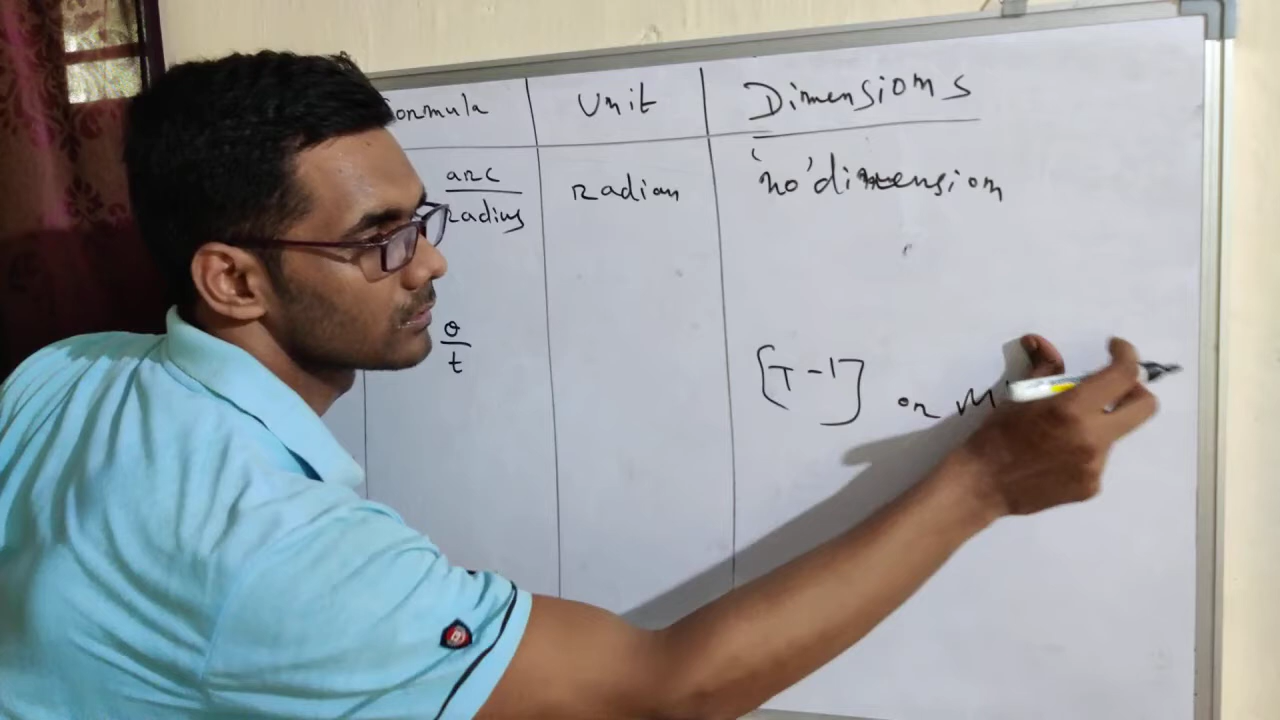 ormula Unit Dimensions
arc
radius radian 'no' dimension
θ
t [T-1] or M